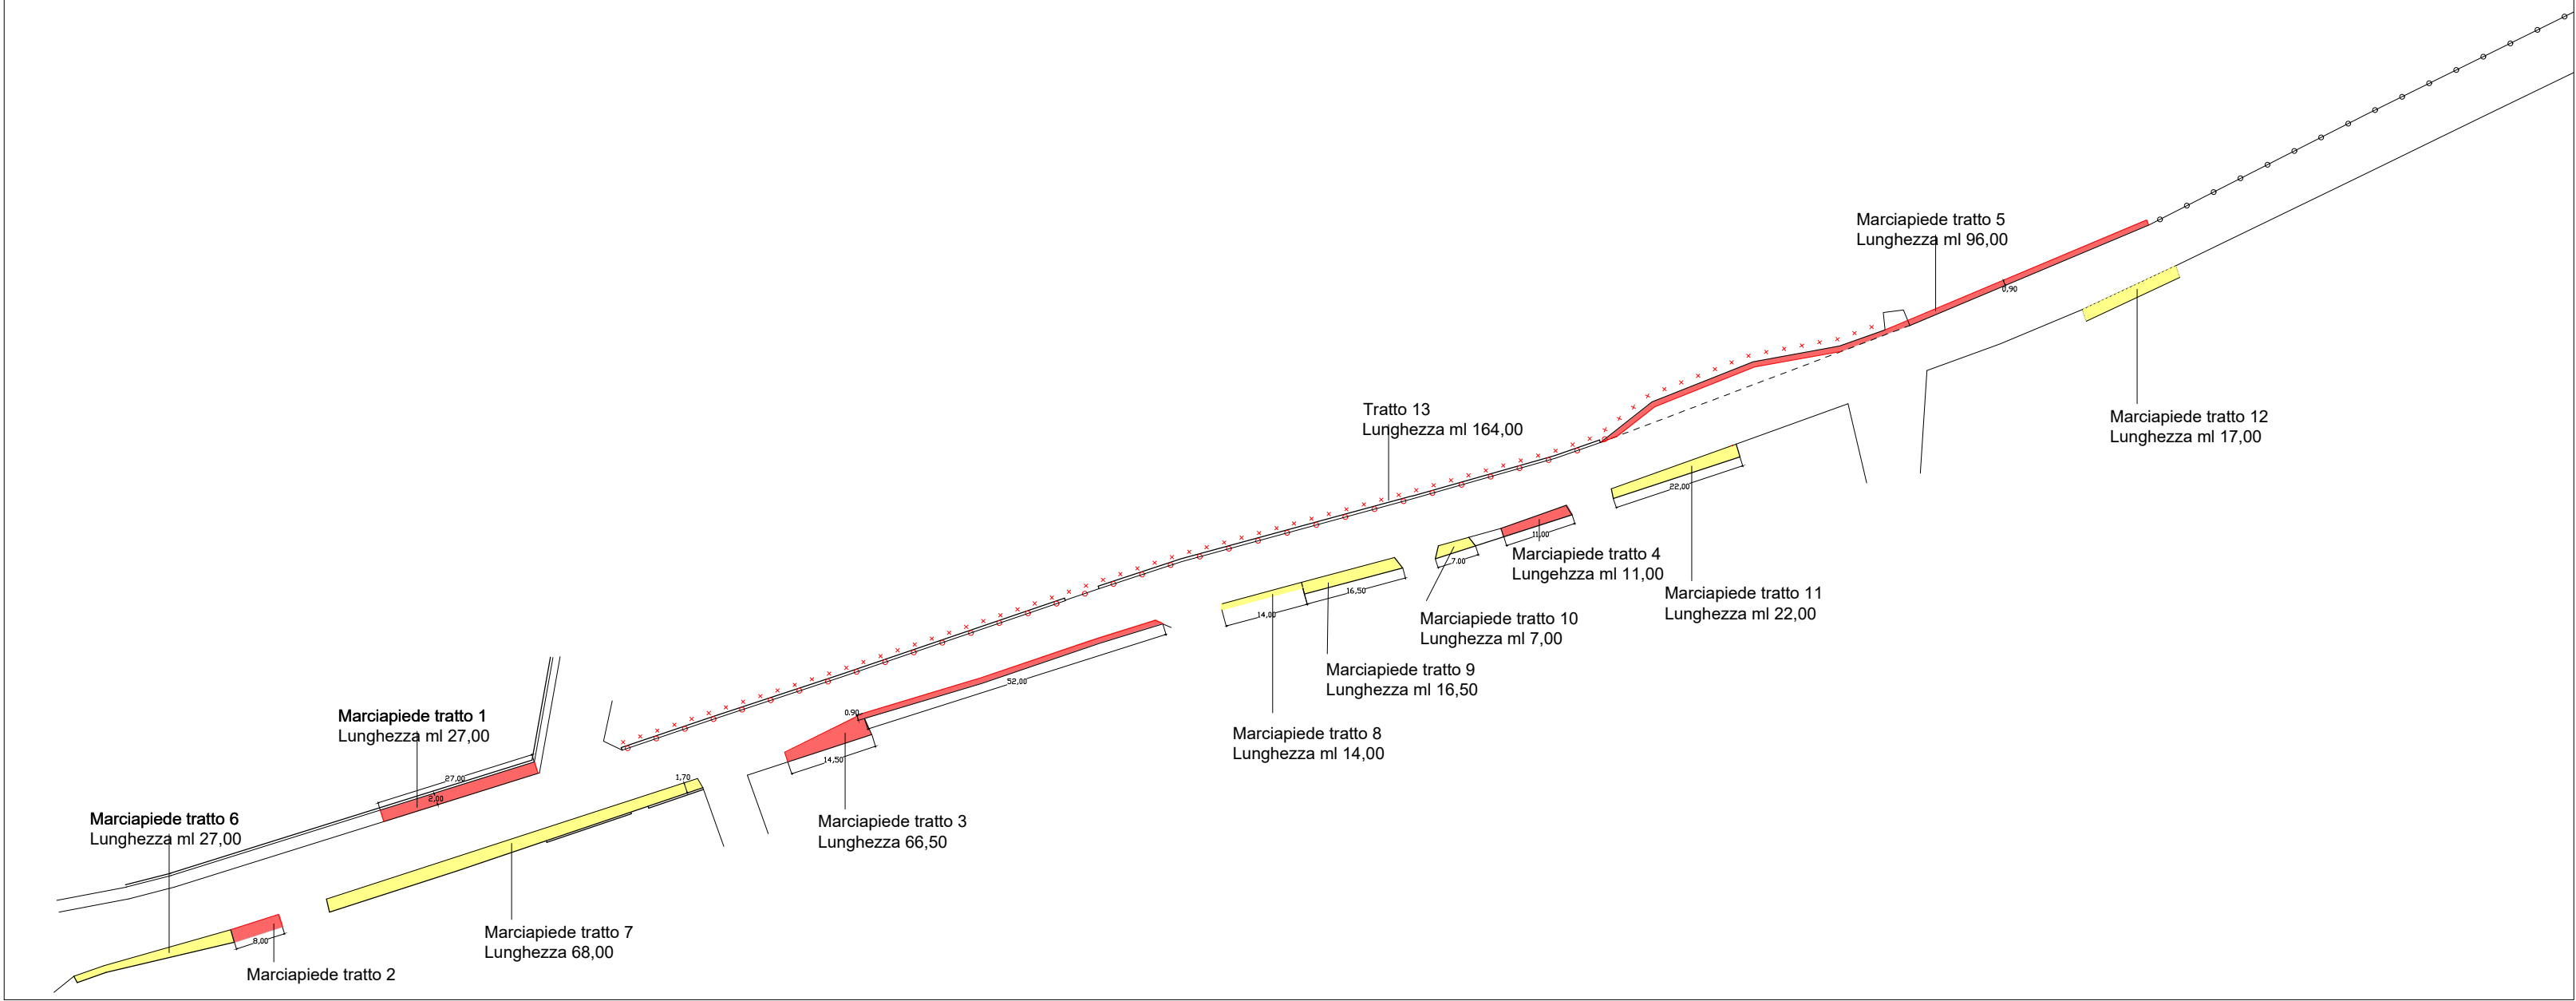 Marciapiede tratto 5
Lunghezza ml 96,00
0,90
Tratto 13
Lunghezza ml 164,00
Marciapiede tratto 12
Lunghezza ml 17,00
22,00
11,00
Marciapiede tratto 4
Lungehzza ml 11,00
7.00
Marciapiede tratto 11
Lunghezza ml 22,00
16,50
14,00
Marciapiede tratto 10
Lunghezza ml 7,00
Marciapiede tratto 9
Lunghezza ml 16,50
52,00
0.90
Marciapiede tratto 1
Lunghezza ml 27,00
Marciapiede tratto 8
Lunghezza ml 14,00
14,50
27,00
1,70
2,00
Marciapiede tratto 6
Lunghezza ml 27,00
Marciapiede tratto 3
Lunghezza 66,50
Marciapiede tratto 7
Lunghezza 68,00
8,00
Marciapiede tratto 2